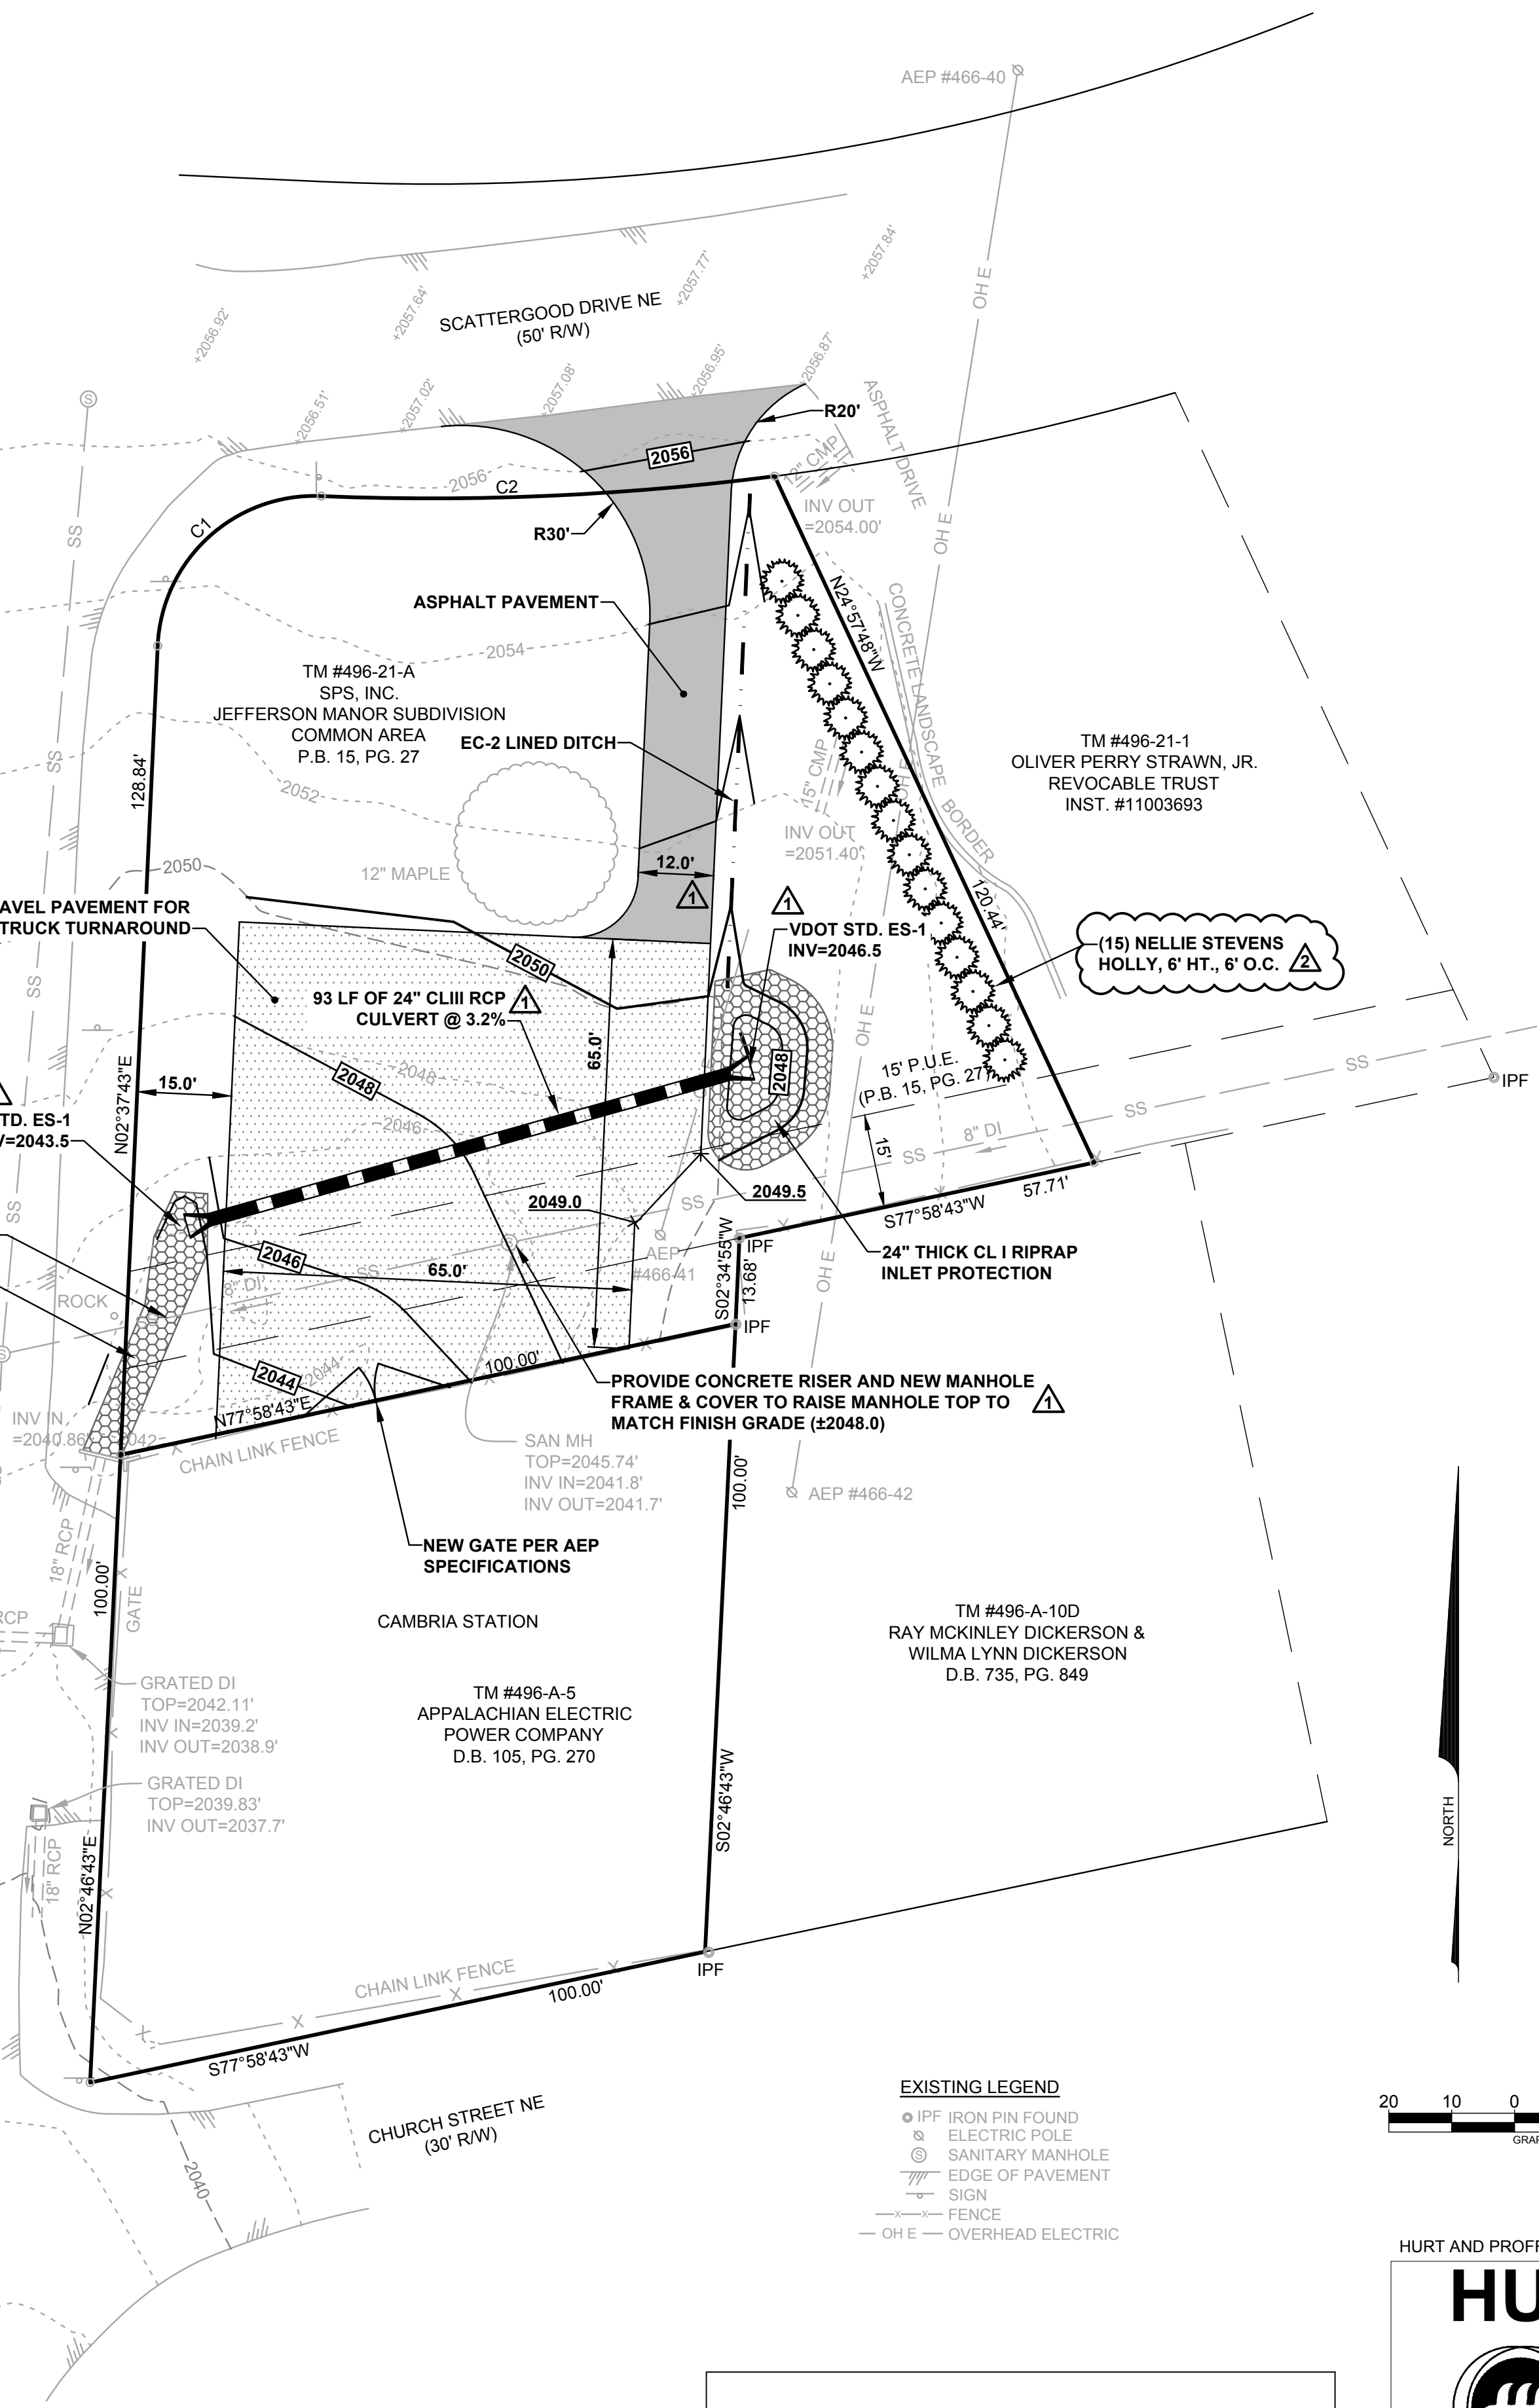 AEP #466-40
OH E
+2057.84'
+2057.77'
+2057.64'
+2056.92'
SCATTERGOOD DRIVE NE
(50' R/W)
+2056.87'
+2056.95'
+2057.08'
+2057.02'
+2056.51'
S
ASPHALT DRIVE
R20'
2056
12" CMP
2056
C2
INV OUT
=2054.00'
C1
R30'
OH E
SS
N24°57'48"W
CONCRETE LANDSCAPE BORDER
ASPHALT PAVEMENT
2054
TM #496-21-A
SPS, INC.
JEFFERSON MANOR SUBDIVISION
COMMON AREA
P.B. 15, PG. 27
EC-2 LINED DITCH
TM #496-21-1
OLIVER PERRY STRAWN, JR.
REVOCABLE TRUST
INST. #11003693
128.84'
SS
15" CMP
OH E
2052
INV OUT
=2051.40'
2050
12" MAPLE
12.0'
1
1
120.44'
AVEL PAVEMENT FOR
TRUCK TURNAROUND
VDOT STD. ES-1
INV=2046.5
(15) NELLIE STEVENS
HOLLY, 6' HT., 6' O.C.
2
2050
SS
93 LF OF 24" CLIII RCP
CULVERT @ 3.2%
1
65.0'
OH E
2048
2048
2048
15' P.U.E.
(P.B. 15, PG. 27)
SS
IPF
15.0'
N02°37'43"E
TD. ES-1
V=2043.5
2046
SS
8" DI
15'
SS
SS
2049.0
2049.5
SS
57.71'
S77°58'43"W
IPF
AEP
#466-41
24" THICK CL I RIPRAP
INLET PROTECTION
2046
SS
65.0'
8" DI
S02°34'55"W
13.68'
OH E
ROCK
S
IPF
2044
2044
100.00'
N77°58'43"E
PROVIDE CONCRETE RISER AND NEW MANHOLE
FRAME & COVER TO RAISE MANHOLE TOP TO
MATCH FINISH GRADE (±2048.0)
1
INV IN
=2040.86'
2042
CHAIN LINK FENCE
SAN MH
TOP=2045.74'
INV IN=2041.8'
INV OUT=2041.7'
100.00'
AEP #466-42
NEW GATE PER AEP
SPECIFICATIONS
18" RCP
100.00'
GATE
RCP
CAMBRIA STATION
TM #496-A-10D
RAY MCKINLEY DICKERSON &
WILMA LYNN DICKERSON
D.B. 735, PG. 849
GRATED DI
TOP=2042.11'
INV IN=2039.2'
INV OUT=2038.9'
TM #496-A-5
APPALACHIAN ELECTRIC
POWER COMPANY
D.B. 105, PG. 270
GRATED DI
TOP=2039.83'
INV OUT=2037.7'
S02°46'43"W
NORTH
18" RCP
N02°46'43"E
IPF
CHAIN LINK FENCE
100.00'
S77°58'43"W
CHURCH STREET NE
(30' R/W)
2040
EXISTING LEGEND
IPF IRON PIN FOUND
ELECTRIC POLE
S SANITARY MANHOLE
EDGE OF PAVEMENT
SIGN
X X FENCE
OH E OVERHEAD ELECTRIC
20 10 0
GRAP
HURT AND PROFF
HU